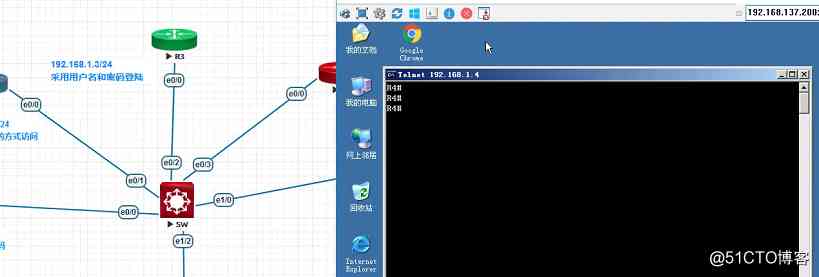 192.168.137.200:
R3
192.168.1.3/24
采用用户名和密码登陆
e0/0
e0/0
e0/0
/24
的方式访问
e0/2
e0/3
e0/1
e0/0
e1/0
SW
e1/2
码
我的文档
Google
Chrome
我的电脑
网上邻居
回收站
Internet
Explorer
Telnet 192.168.1.4
R4#
R4#
R4#
@51CTO博客